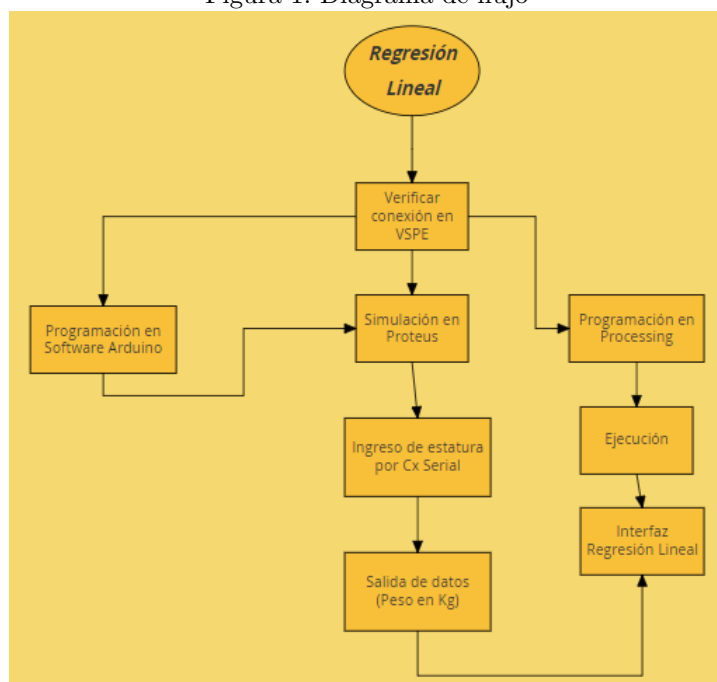 Figura 1: Diagrama de flujo
Regresión
Lineal
Verificar
conexión en
VSPE
Programación en
Software Arduino
Simulación en
Proteus
Programación en
Processing
Ingreso de estatura
por Cx Serial
Ejecución
Interfaz
Regresión Lineal
Salida de datos
(Peso en Kg)